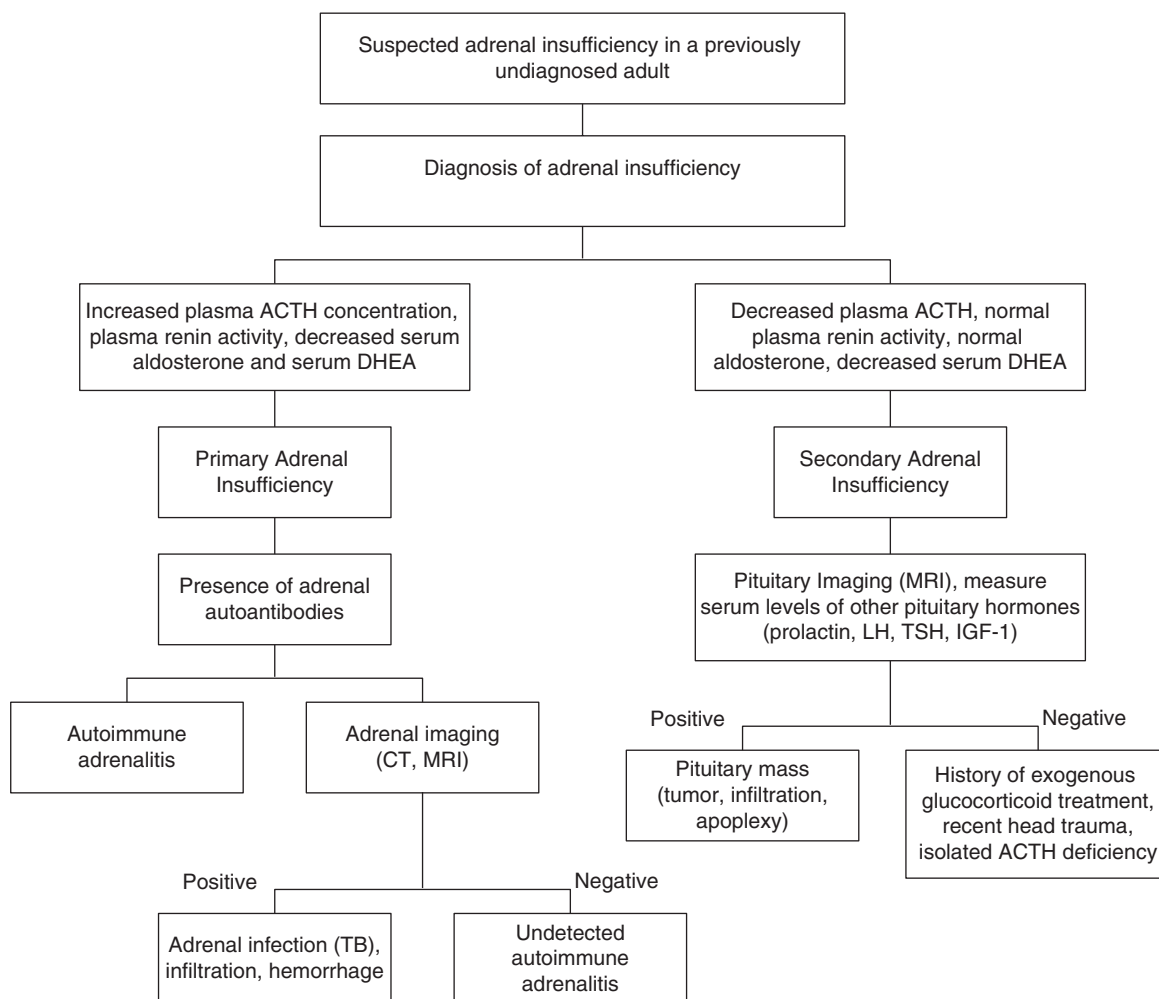 Suspected adrenal insufficiency in a previously
undiagnosed adult
Diagnosis of adrenal insufficiency
Increased plasma ACTH concentration,
plasma renin activity, decreased serum
aldosterone and serum DHEA
Decreased plasma ACTH, normal
plasma renin activity, normal
aldosterone, decreased serum DHEA
Primary Adrenal
Insufficiency
Secondary Adrenal
Insufficiency
Presence of adrenal
autoantibodies
Pituitary Imaging (MRI), measure
serum levels of other pituitary hormones
(prolactin, LH, TSH, IGF-1)
Autoimmune
adrenalitis
Adrenal imaging
(CT, MRI)
Positive
Negative
Pituitary mass
(tumor, infiltration,
apoplexy)
History of exogenous
glucocorticoid treatment,
recent head trauma,
isolated ACTH deficiency
Positive
Negative
Adrenal infection (TB),
infiltration, hemorrhage
Undetected
autoimmune
adrenalitis